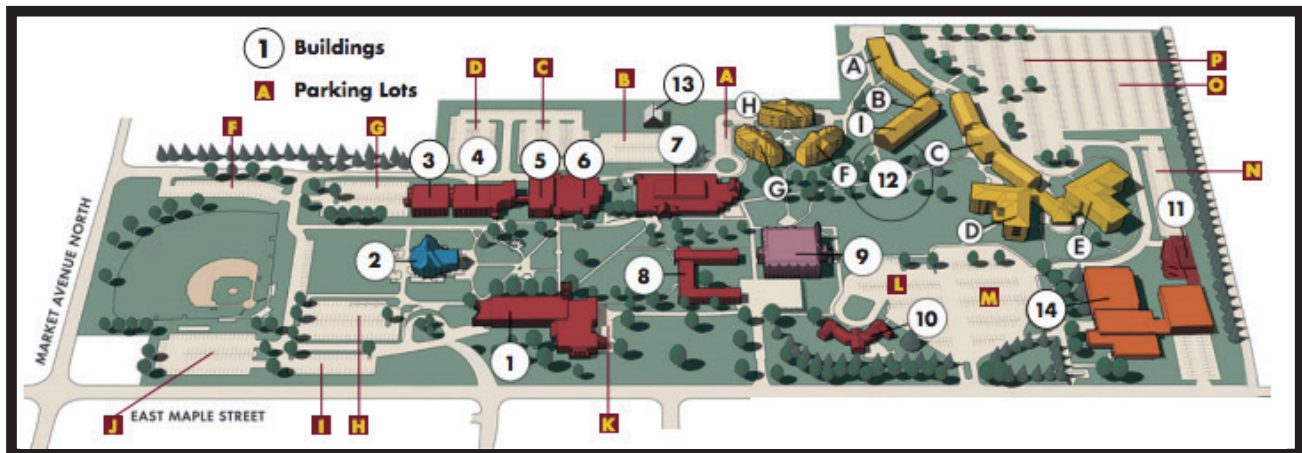 1 Buildings
A Parking Lots
D
C
B
13
A
P
O
F
G
3
4
5
6
7
H
G
F
A
B
I
C
12
N
11
2
8
9
D
E
L
M
14
10
1
MARKET AVENUE NORTH
EAST MAPLE STREET
J
I
H
K